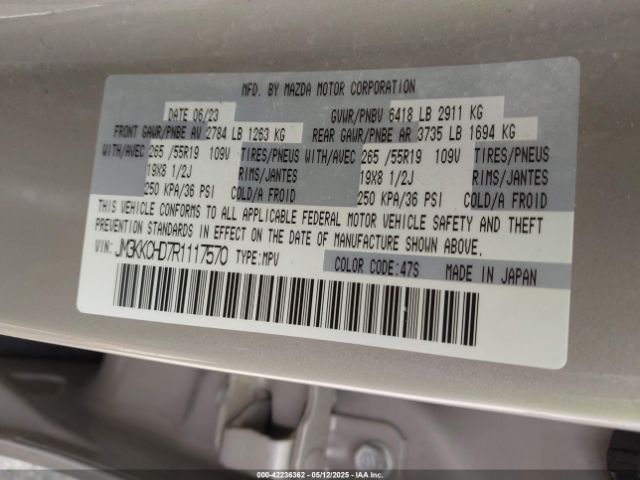 MFD. BY MAZDA MOTOR CORPORATION
DATE 06/23 GVWR/PNBV 6418 LB 2911 KG
FRONT GAWR/PNBE AV 2784 LB 1263 KG REAR GAWR/PNBE AR 3735 LB 1694 KG
WITH/AVEC 265 /55R19 109V TIRES/PNEUS WITH/AVEC 265 /55R19 109V TIRES/PNEUS
19X8 1/2J RIMS/JANTES 19X8 1/2J RIMS/JANTES
250 KPA/36 PSI COLD/A FROID 250 KPA/36 PSI COLD/A FROID
THIS VEHICLE CONFORMS TO ALL APPLICABLE FEDERAL MOTOR VEHICLE SAFETY AND THEFT
PREVENTION STANDARDS IN EFFECT ON THE DATE OF MANUFACTURE SHOWN ABOVE.
VIN: JM3KKCHD7R1117570 TYPE:MPV COLOR CODE:47S MADE IN JAPAN
000-42236362 - 05/12/2025 - IAAI.CA